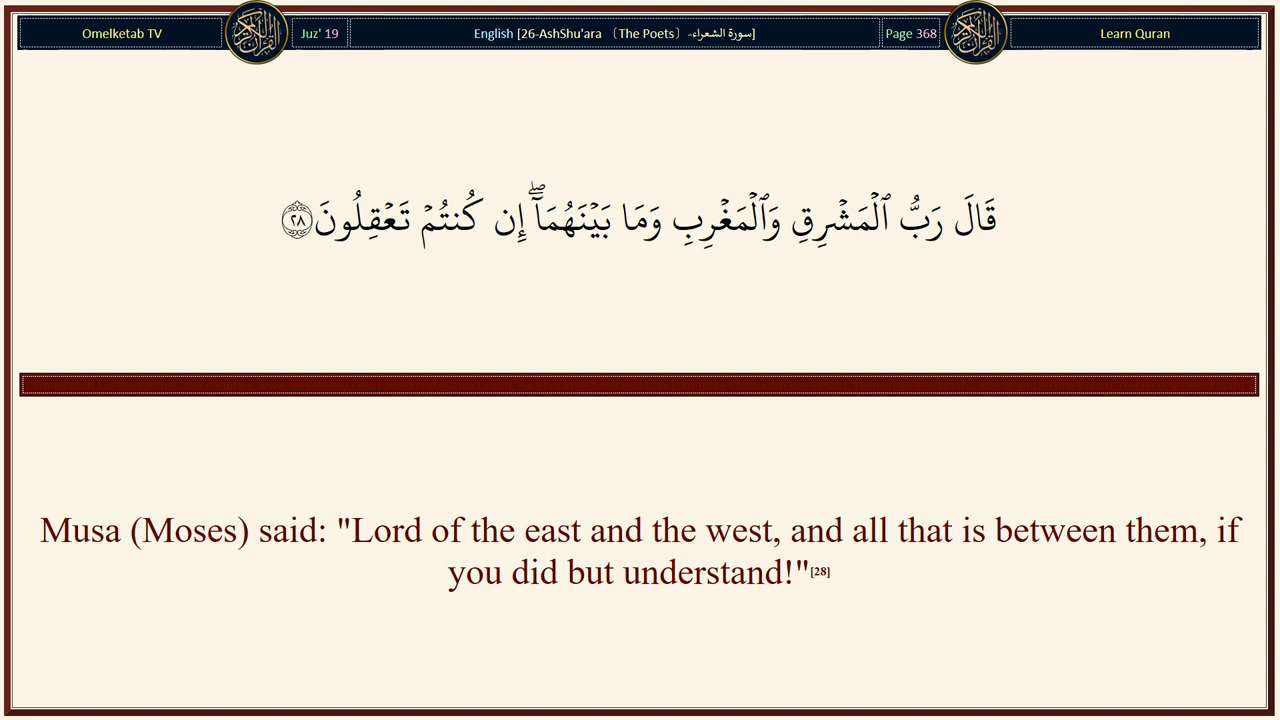 Omelketab TV
Juz' 19
English [26-AshShu'ara （The Poets） -سورة الشعراء]
Page 368
Learn Quran
قَالَ رَبُّ ٱلۡمَشۡرِقِ وَٱلۡمَغۡرِبِ وَمَا بَيۡنَهُمَآۖ إِن كُنتُمۡ تَعۡقِلُونَ ٢٨
Musa (Moses) said: "Lord of the east and the west, and all that is between them, if
you did but understand!"[28]